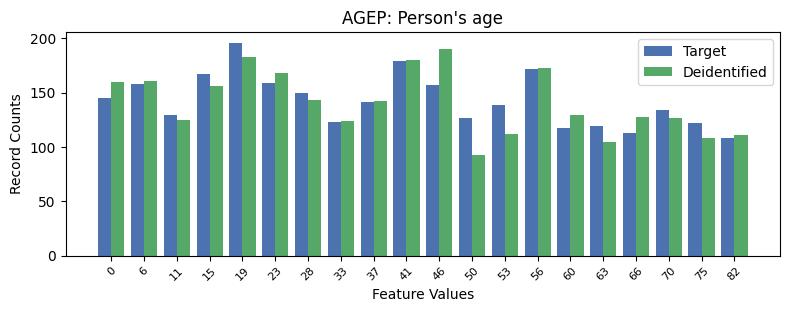 AGEP: Person's age
Target
Deidentified
Record Counts
200
150
100
50
0
0 6 11 15 19 23 28 33 37 41 46 50 53 56 60 63 66 70 75 82
Feature Values